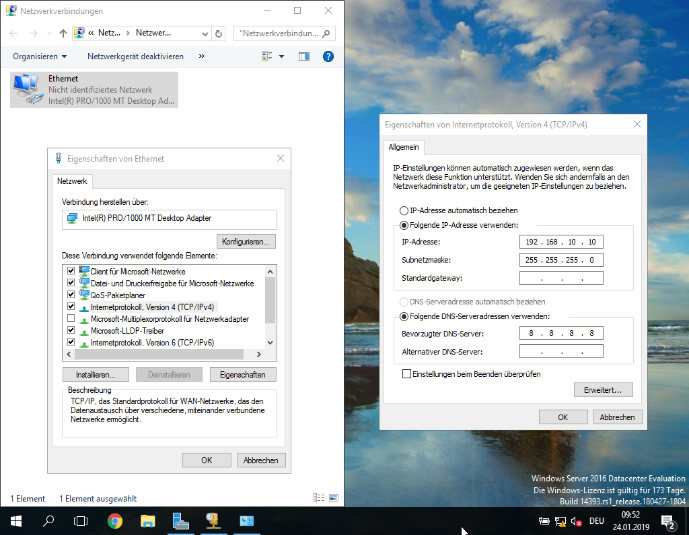 Netzwerkverbindungen
« Netz... › Netzwer...
"Netzwerkverbindun...
Organisieren
Netzwerkgerät deaktivieren
»
Ethernet
Nicht identifiziertes Netzwerk
Intel(R) PRO/1000 MT Desktop Ad...
Eigenschaften von Ethernet
Netzwerk
Verbindung herstellen über:
Intel(R) PRO/1000 MT Desktop Adapter
Konfigurieren...
Diese Verbindung verwendet folgende Elemente:
Client für Microsoft-Netzwerke
Datei- und Druckerfreigabe für Microsoft-Netzwerke
QoS-Paketplaner
Internetprotokoll, Version 4 (TCP/IPv4)
Microsoft-Multiplexorprotokoll für Netzwerkadapter
Microsoft-LLDP-Treiber
Internetprotokoll, Version 6 (TCP/IPv6)
Installieren...
Deinstallieren
Eigenschaften
Beschreibung
TCP/IP, das Standardprotokoll für WAN-Netzwerke, das den
Datenaustausch über verschiedene, miteinander verbundene
Netzwerke ermöglicht.
OK
Abbrechen
1 Element
1 Element ausgewählt
Eigenschaften von Internetprotokoll, Version 4 (TCP/IPv4)
Allgemein
IP-Einstellungen können automatisch zugewiesen werden, wenn das
Netzwerk diese Funktion unterstützt. Wenden Sie sich andernfalls an den
Netzwerkadministrator, um die geeigneten IP-Einstellungen zu beziehen.
IP-Adresse automatisch beziehen
Folgende IP-Adresse verwenden:
IP-Adresse: 192 . 168 . 10 . 10
Subnetzmaske: 255 . 255 . 255 . 0
Standardgateway: . . .
DNS-Serveradresse automatisch beziehen
Folgende DNS-Serveradressen verwenden:
Bevorzugter DNS-Server: 8 . 8 . 8 . 8
Alternativer DNS-Server: . . .
Einstellungen beim Beenden überprüfen
Erweitert...
OK
Abbrechen
Windows Server 2016 Datacenter Evaluation
Die Windows-Lizenz ist gültig für 173 Tage.
Build 14393.rs1_release.180427-1804
DEU
09:52
24.01.2019
2